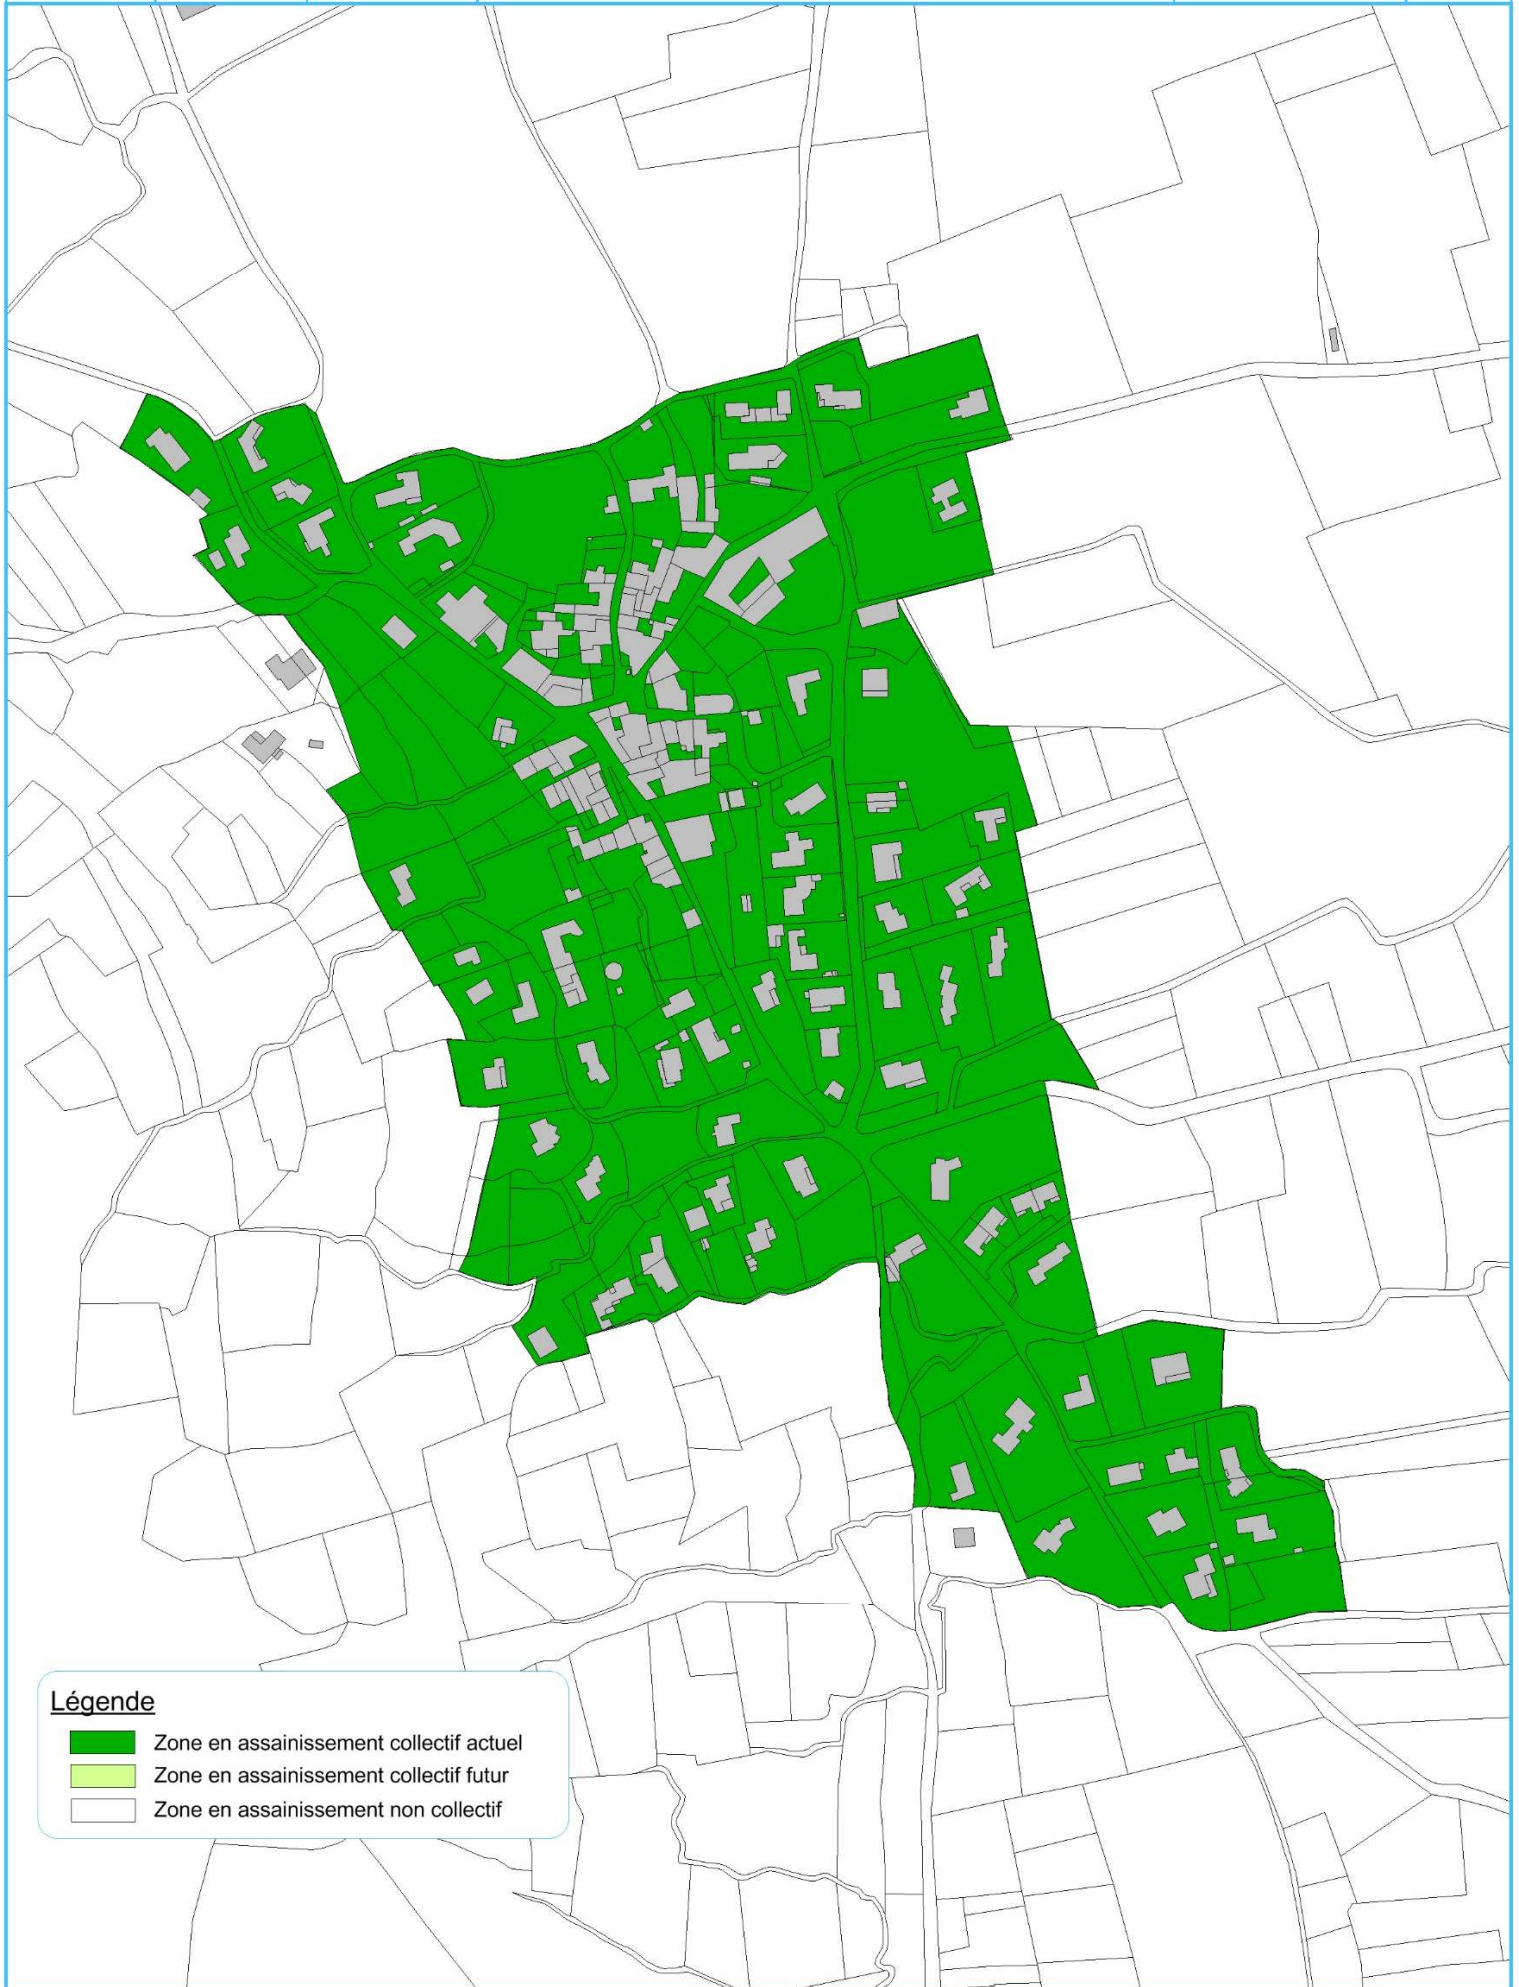 Légende
Zone en assainissement collectif actuel
Zone en assainissement collectif futur
Zone en assainissement non collectif